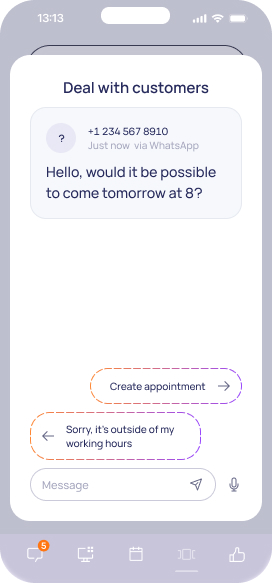 13:13
Deal with customers
?
+1 234 567 8910
Just now via WhatsApp
Hello, would it be possible
to come tomorrow at 8?
Create appointment
Sorry, it's outside of my
working hours
Message
5